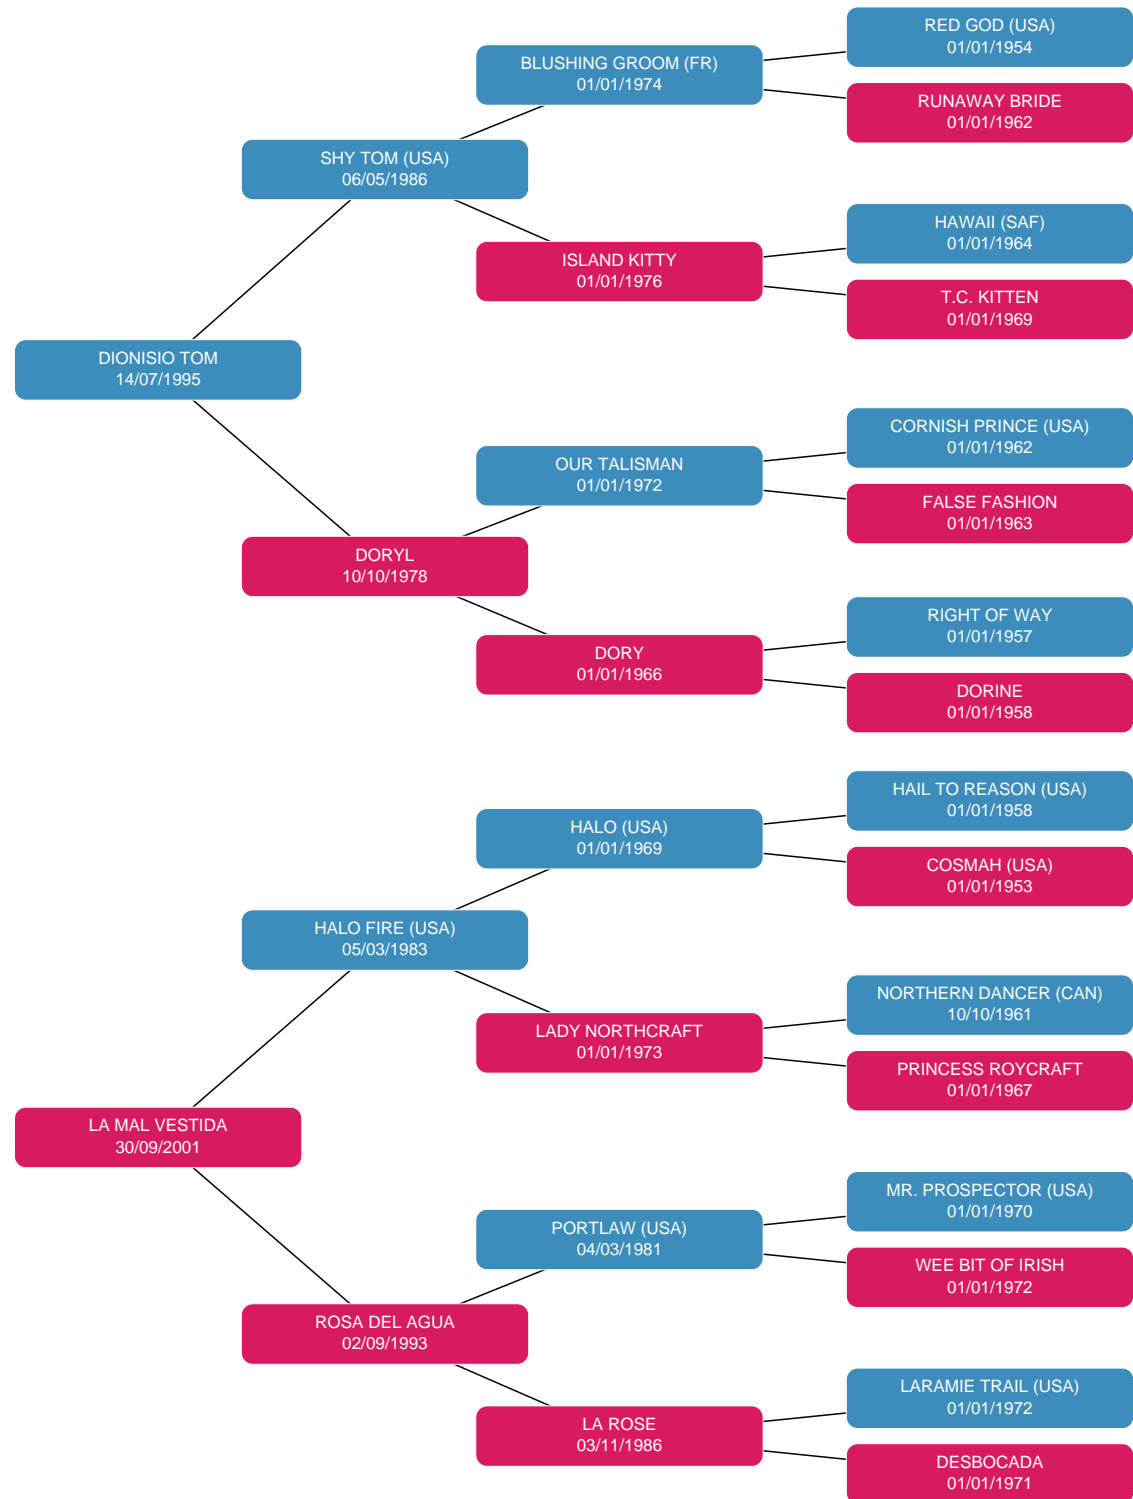 RED GOD (USA)
01/01/1954
BLUSHING GROOM (FR)
01/01/1974
RUNAWAY BRIDE
01/01/1962
SHY TOM (USA)
06/05/1986
HAWAII (SAF)
01/01/1964
ISLAND KITTY
01/01/1976
T.C. KITTEN
01/01/1969
DIONISIO TOM
14/07/1995
CORNISH PRINCE (USA)
01/01/1962
OUR TALISMAN
01/01/1972
FALSE FASHION
01/01/1963
DORYL
10/10/1978
RIGHT OF WAY
01/01/1957
DORY
01/01/1966
DORINE
01/01/1958
HAIL TO REASON (USA)
01/01/1958
HALO (USA)
01/01/1969
COSMAH (USA)
01/01/1953
HALO FIRE (USA)
05/03/1983
NORTHERN DANCER (CAN)
10/10/1961
LADY NORTHCRAFT
01/01/1973
PRINCESS ROYCRAFT
01/01/1967
LA MAL VESTIDA
30/09/2001
MR. PROSPECTOR (USA)
01/01/1970
PORTLAW (USA)
04/03/1981
WEE BIT OF IRISH
01/01/1972
ROSA DEL AGUA
02/09/1993
LARAMIE TRAIL (USA)
01/01/1972
LA ROSE
03/11/1986
DESBOCADA
01/01/1971